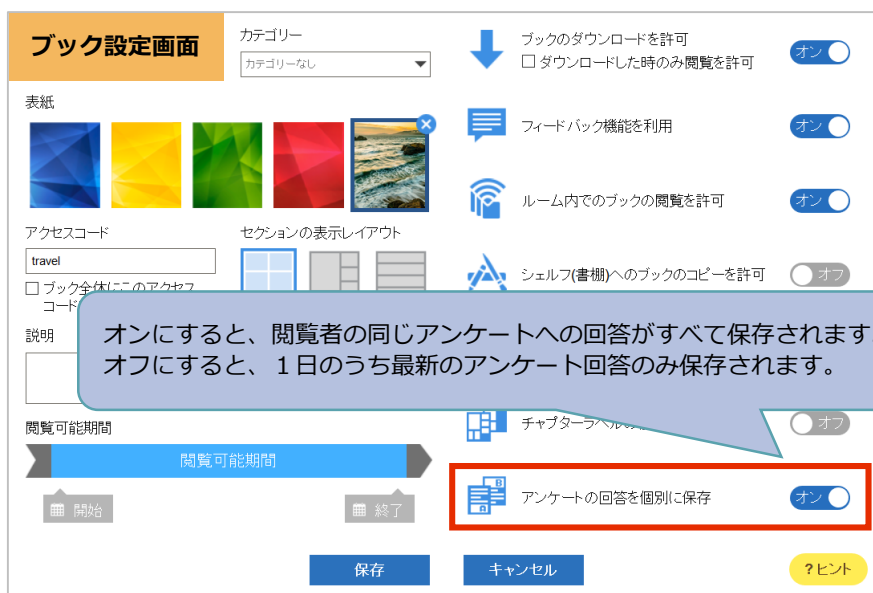 ブック設定画面
カテゴリー
カテゴリーなし
表紙
アクセスコード
travel
ブック全体にこのアクセス
コード
セクションの表示レイアウト
説明
閲覧可能期間
閲覧可能期間
開始
終了
ブックのダウンロードを許可
オン
ダウンロードした時のみ閲覧を許可
フィードバック機能を利用
オン
ルーム内でのブックの閲覧を許可
オン
シェルフ(書棚)へのブックのコピーを許可
オフ
オンにすると、閲覧者の同じアンケートへの回答がすべて保存されます
オフにすると、１日のうち最新のアンケート回答のみ保存されます。
チャプターラベルの
オフ
アンケートの回答を個別に保存
オン
B
A
保存
キャンセル
?ヒント